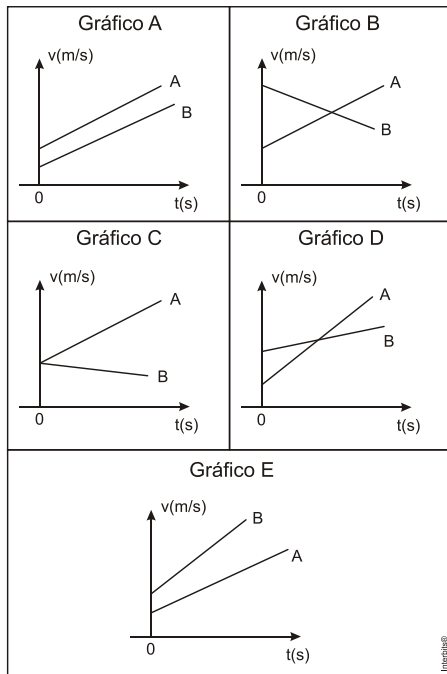 Gráfico A
v(m/s)
A
B
0
t(s)
Gráfico B
v(m/s)
A
B
0
t(s)
Gráfico C
v(m/s)
A
B
0
t(s)
Gráfico D
v(m/s)
A
B
0
t(s)
Gráfico E
v(m/s)
B
A
0
t(s)
Interbits®